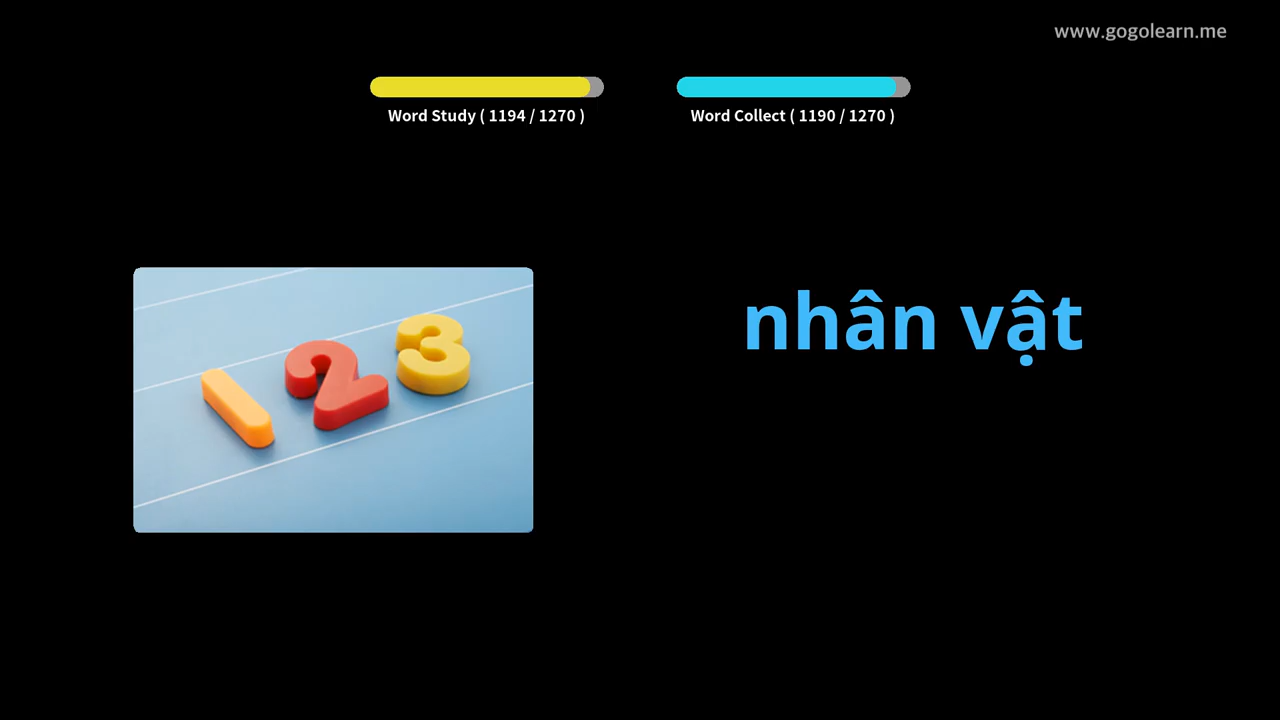 www.gogolearn.me
Word Study ( 1194 / 1270 )
Word Collect ( 1190 / 1270 )
1 2 3
nhân vật